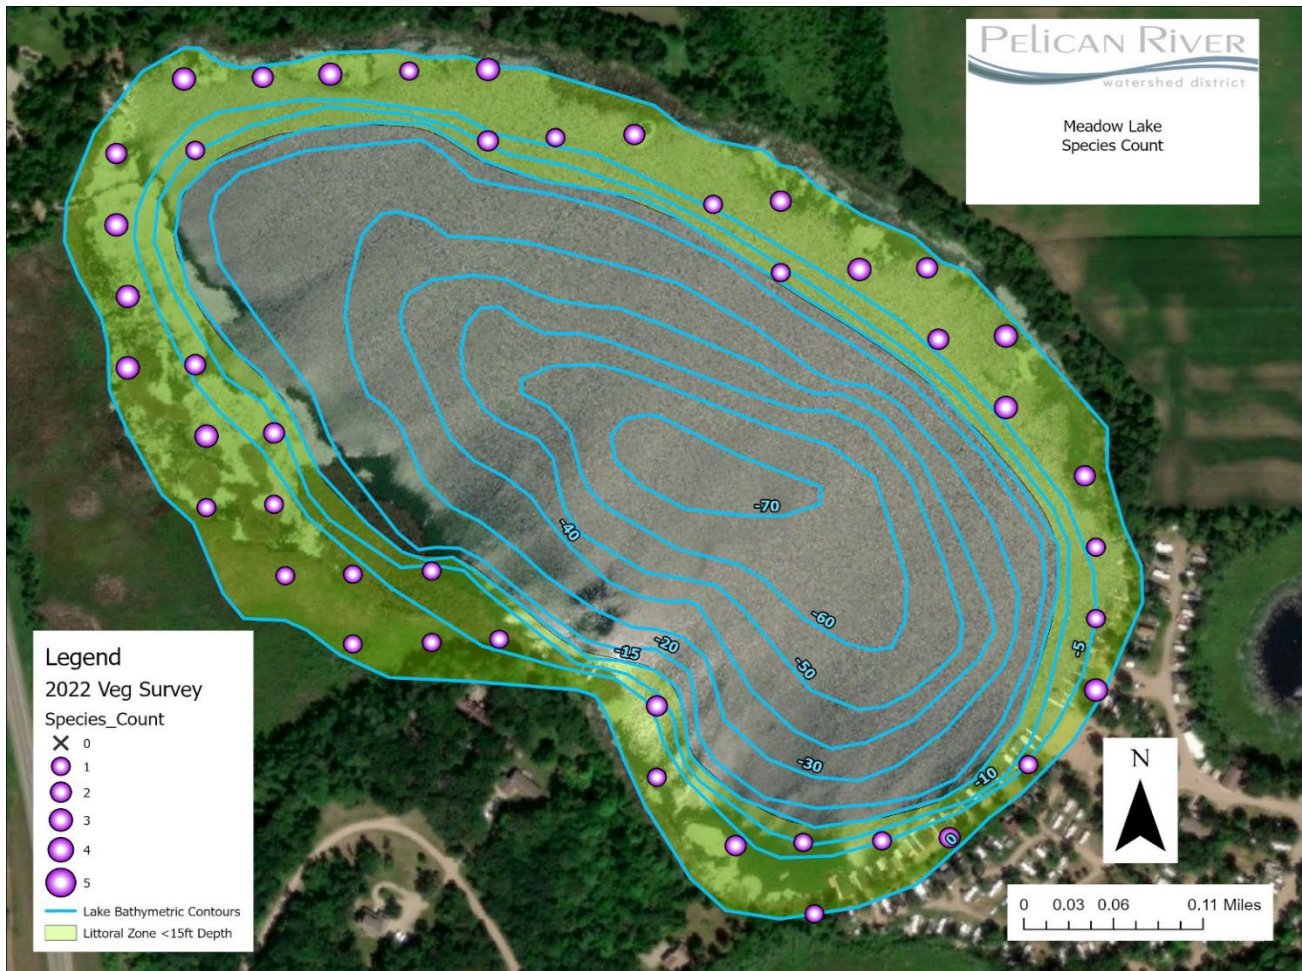 PELICAN RIVER
watershed district
Meadow Lake
Species Count
-70
-40
-60
-50
-20
-15
-30
-5
-10
0
Legend
2022 Veg Survey
Species_Count
0
1
2
3
4
5
Lake Bathymetric Contours
Littoral Zone <15ft Depth
N
0 0.03 0.06 0.11 Miles